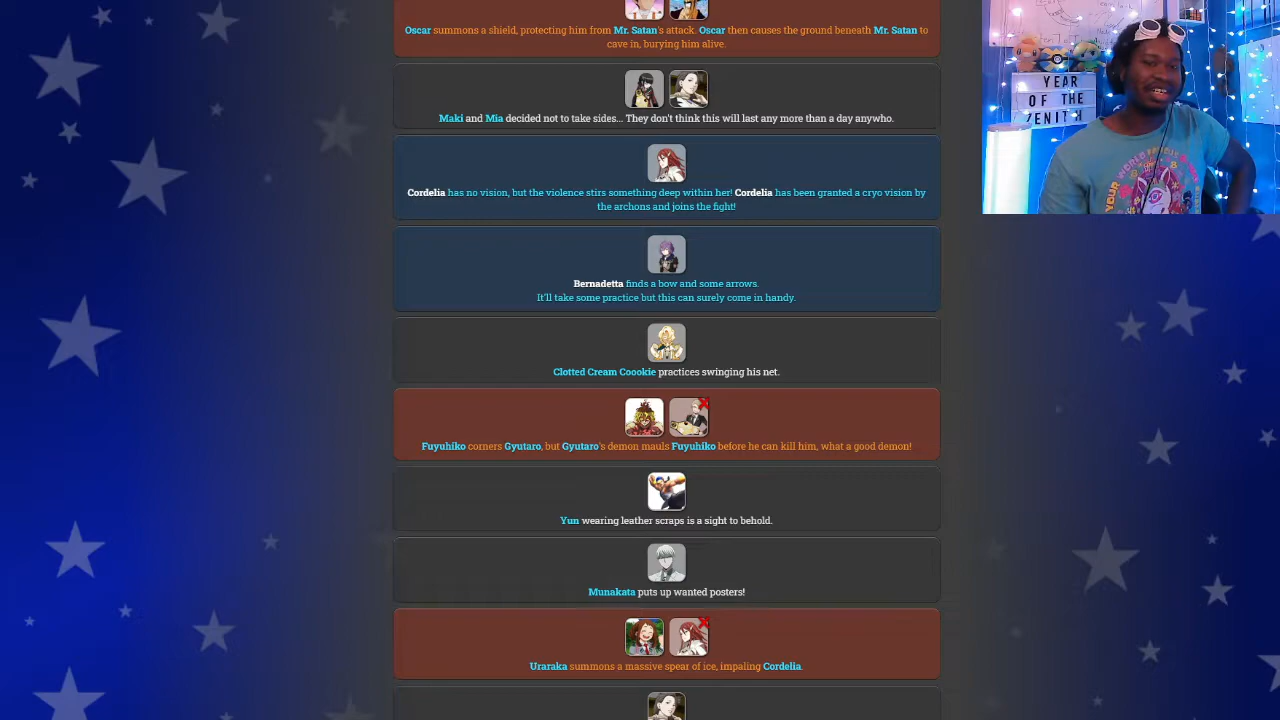 Oscar summons a shield, protecting him from Mr. Satan's attack. Oscar then causes the ground beneath Mr. Satan to
cave in, burying him alive.
Maki and Mia decided not to take sides... They don't think this will last any more than a day anywho.
Cordelia has no vision, but the violence stirs something deep within her! Cordelia has been granted a cryo vision by
the archons and joins the fight!
Bernadetta finds a bow and some arrows.
It'll take some practice but this can surely come in handy.
Clotted Cream Coookie practices swinging his net.
Fuyuhiko corners Gyutaro, but Gyutaro's demon mauls Fuyuhiko before he can kill him, what a good demon!
Yun wearing leather scraps is a sight to behold.
Munakata puts up wanted posters!
Uraraka summons a massive spear of ice, impaling Cordelia.
YEAR
OF THE
ZENITH
YOUR
WORLD